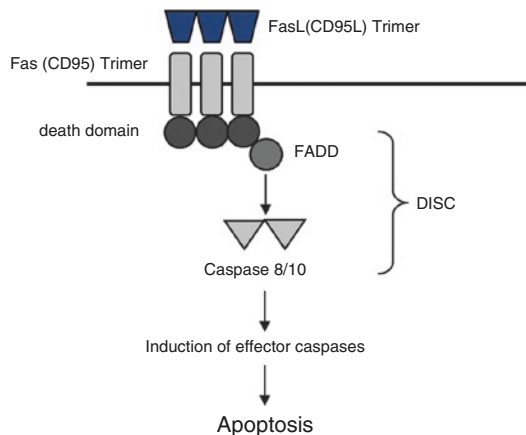 FasL(CD95L) Trimer
Fas (CD95) Trimer
death domain
FADD
DISC
Caspase 8/10
Induction of effector caspases
Apoptosis